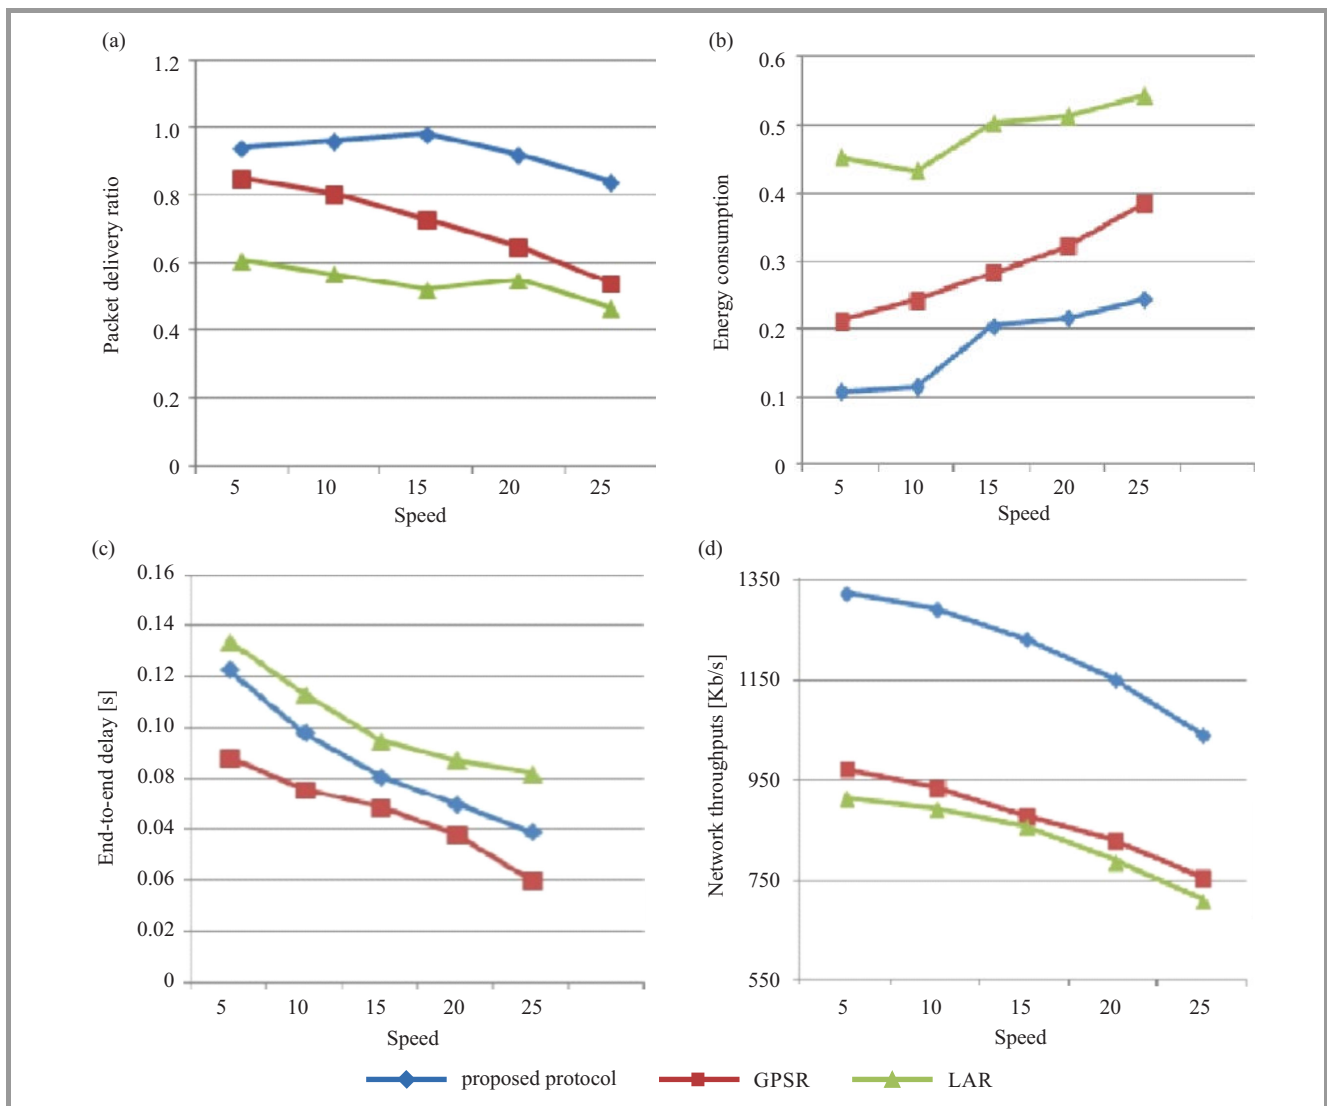 (a)
1.2
1.0
0.8
0.6
0.4
0.2
0
Packet delivery ratio
5 10 15 20 25
Speed
(b)
0.6
0.5
0.4
0.3
0.2
0.1
0
Energy consumption
5 10 15 20 25
Speed
(c)
0.16
0.14
0.12
0.10
0.08
0.04
0.06
0.02
0
End-to-end delay [s]
5 10 15 20 25
Speed
(d)
1350
1150
950
750
550
Network throughputs [Kb/s]
5 10 15 20 25
Speed
proposed protocol GPSR LAR